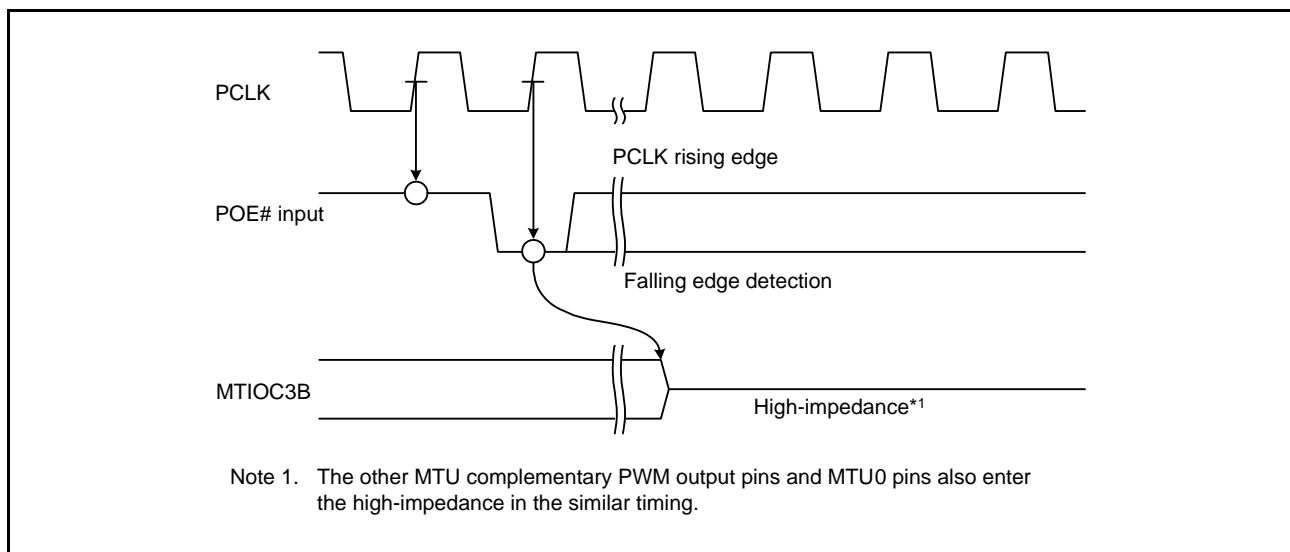 PCLK
PCLK rising edge
POE# input
Falling edge detection
MTIOC3B
High-impedance*1
Note 1. The other MTU complementary PWM output pins and MTU0 pins also enter
the high-impedance in the similar timing.